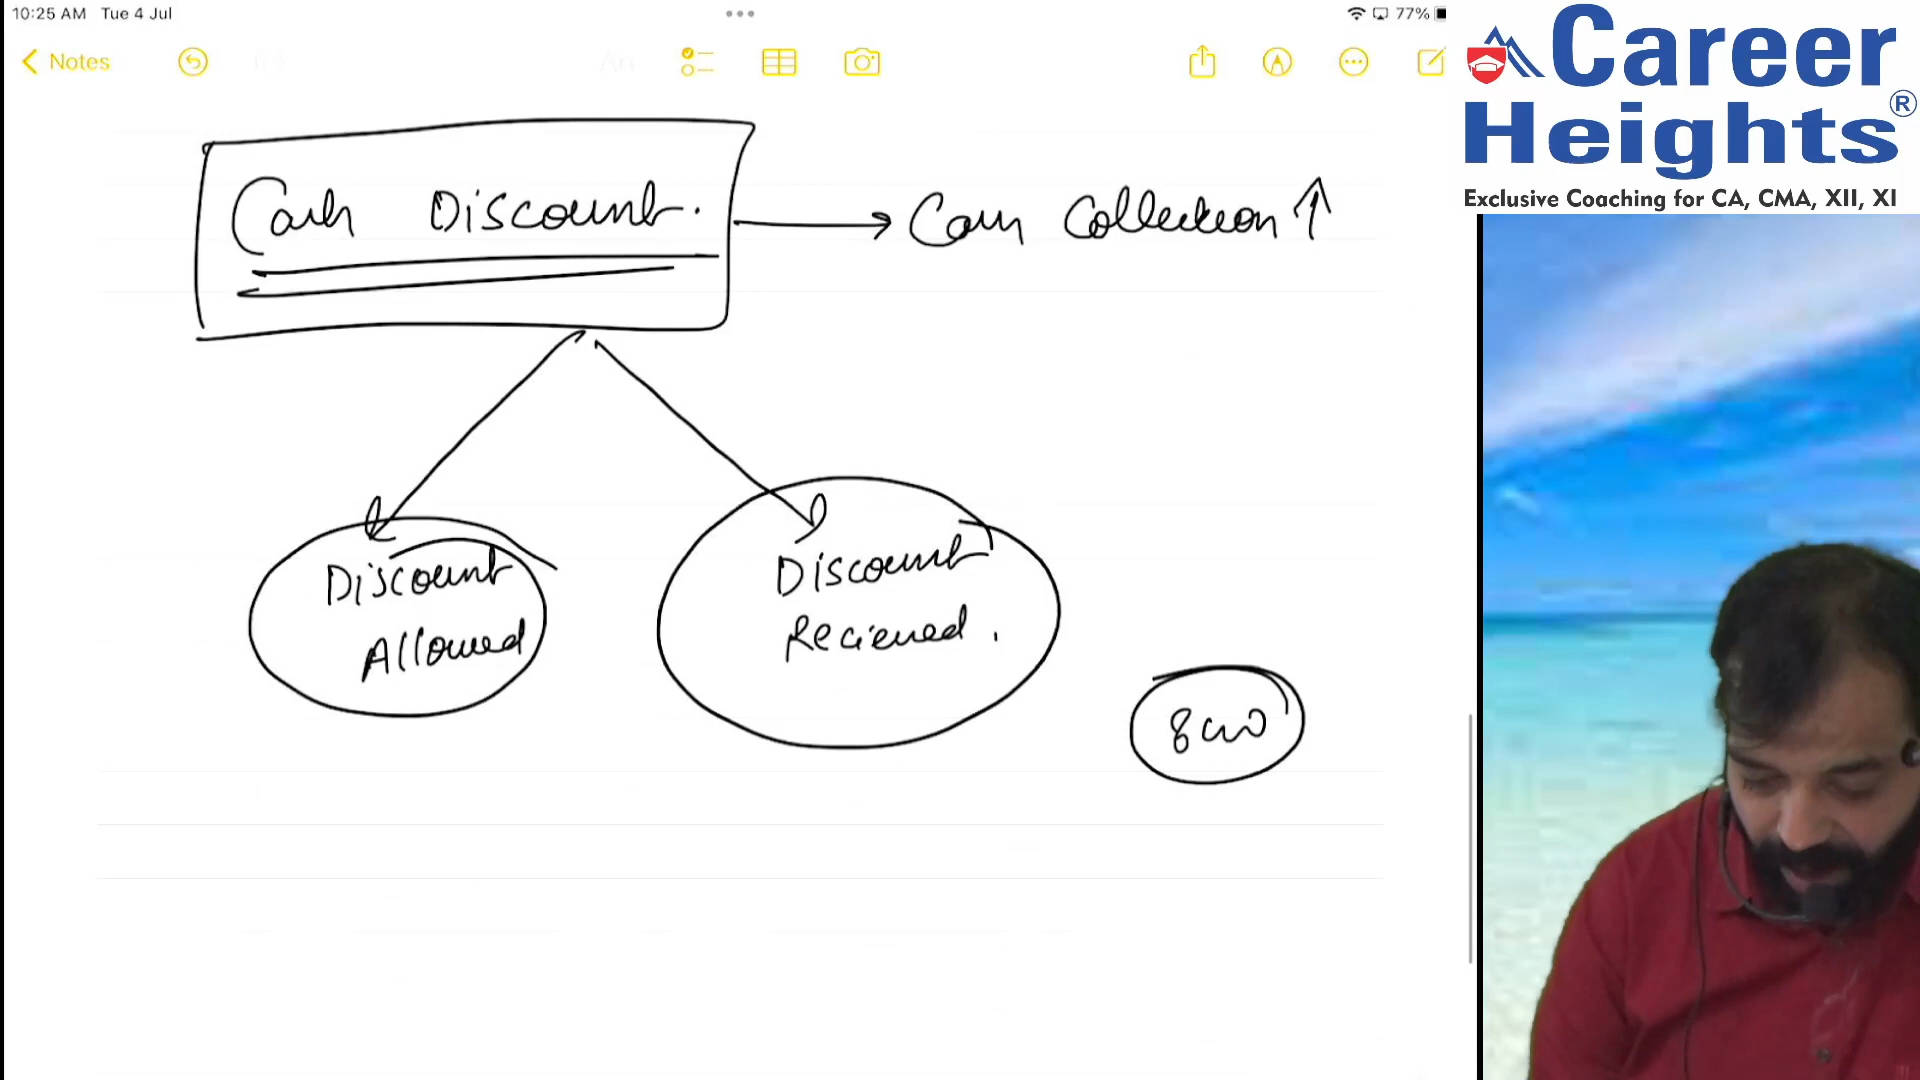 10:25 AM Tue 4 Jul
77%
Notes
Career
Heights®
Exclusive Coaching for CA, CMA, XII, XI
Cash Discount.
Cash Collection ↑
Discount
Allowed
Discount
Recieved.